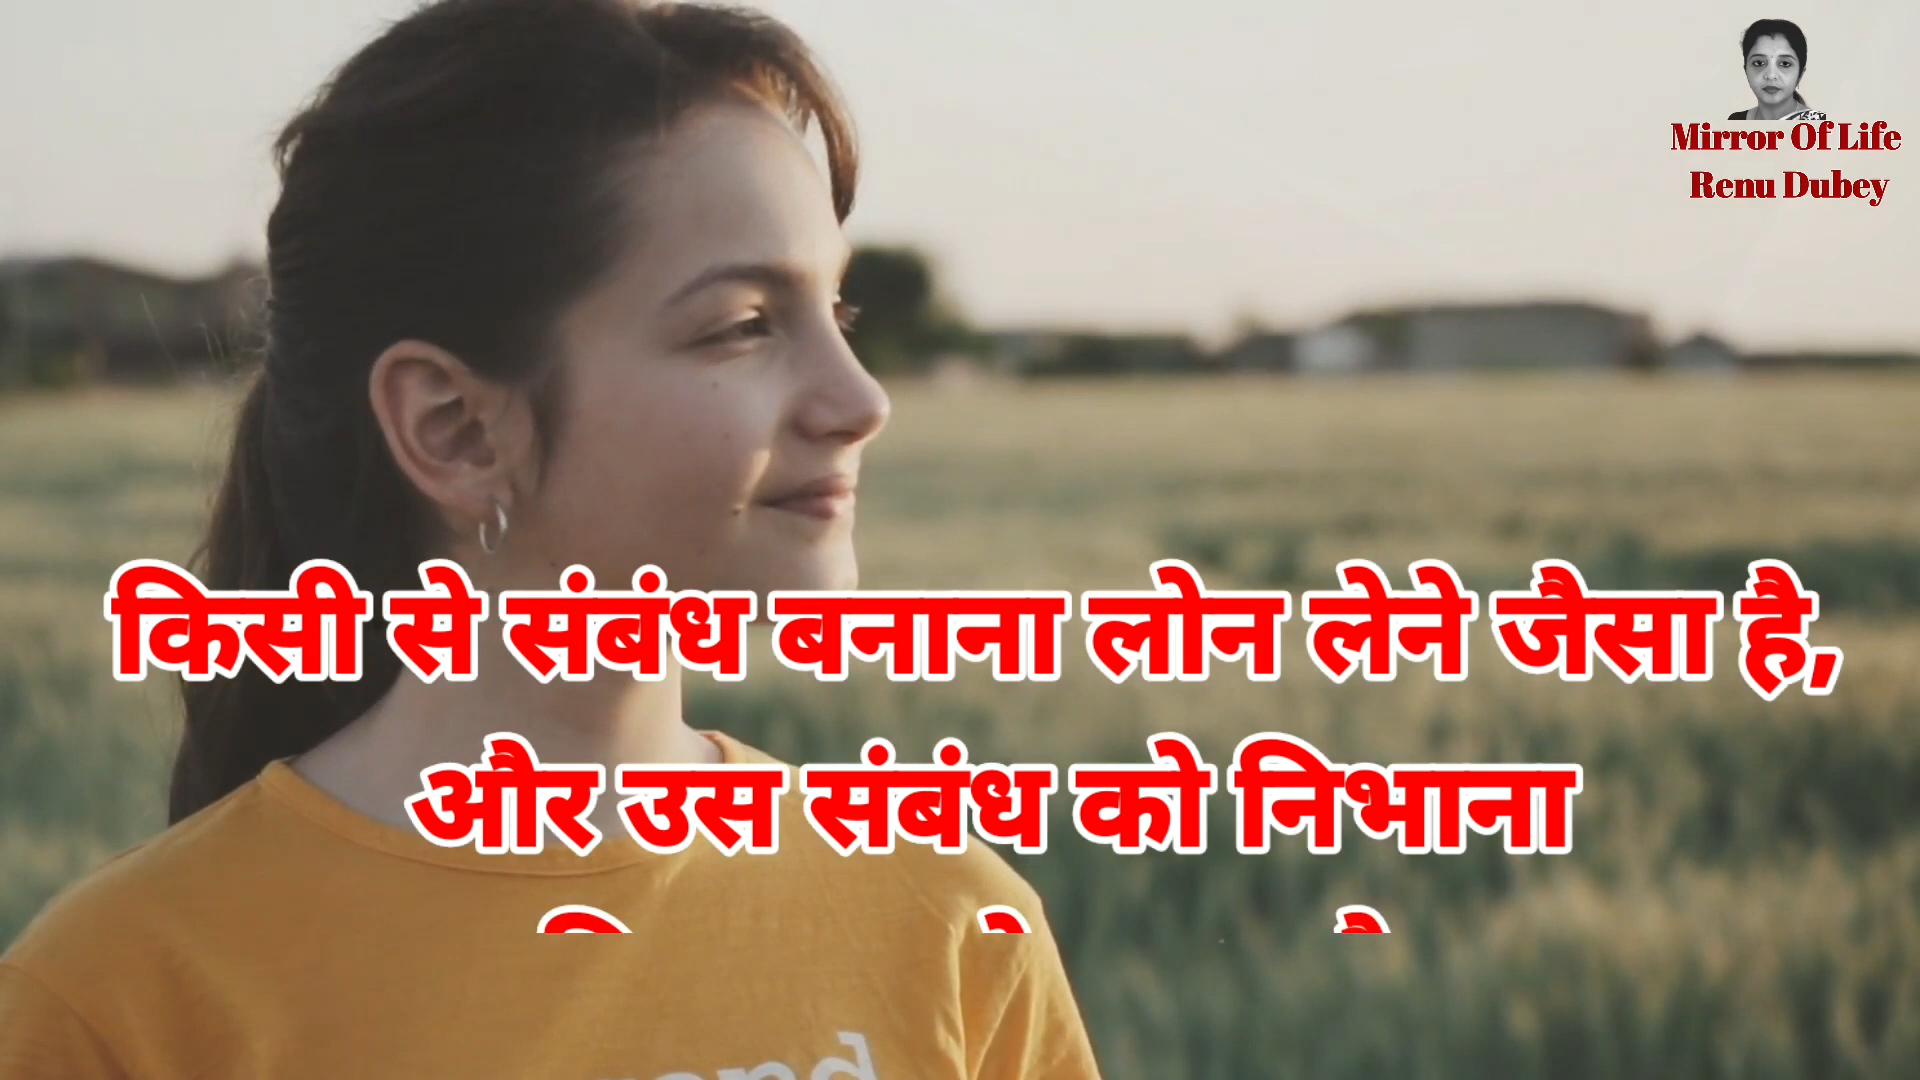 Mirror Of Life
Renu Dubey
किसी से संबंध बनाना लोन लेने जैसा है,
और उस संबंध को निभाना